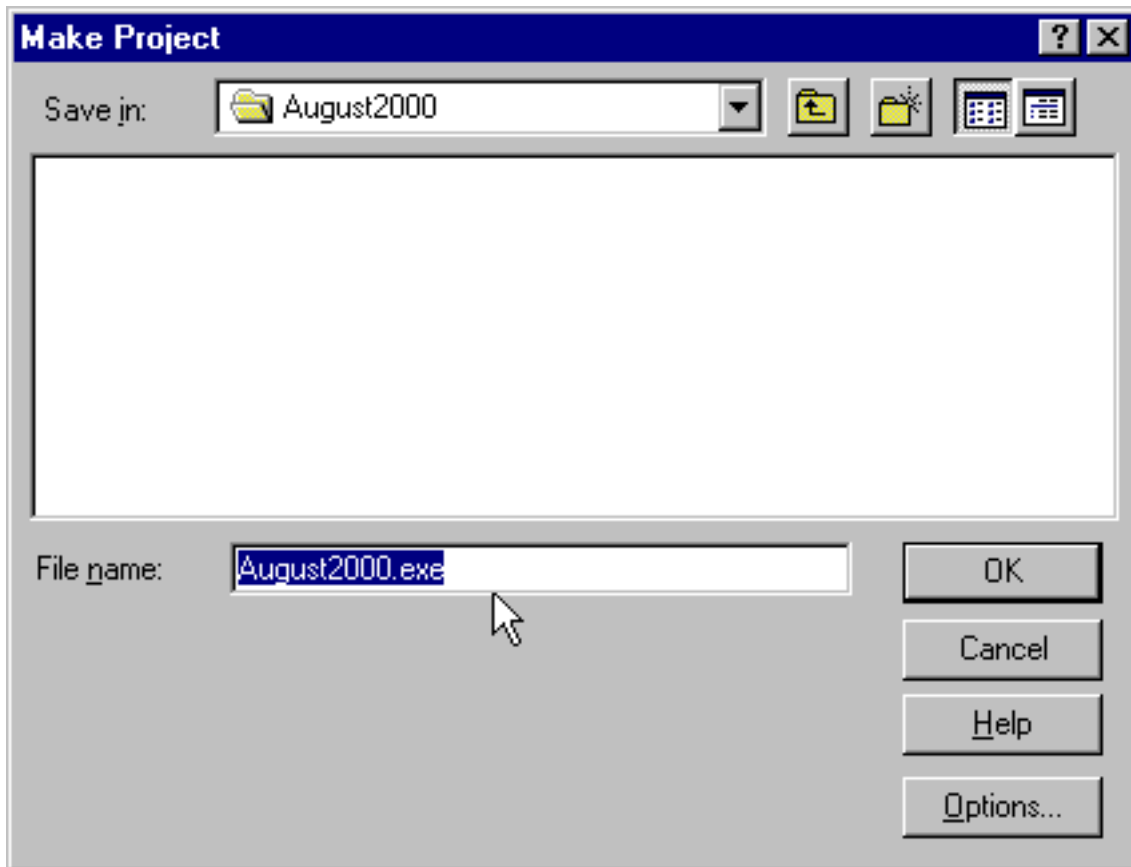 Make Project
Save in: August2000
File name: August2000.exe
OK
Cancel
Help
Options...